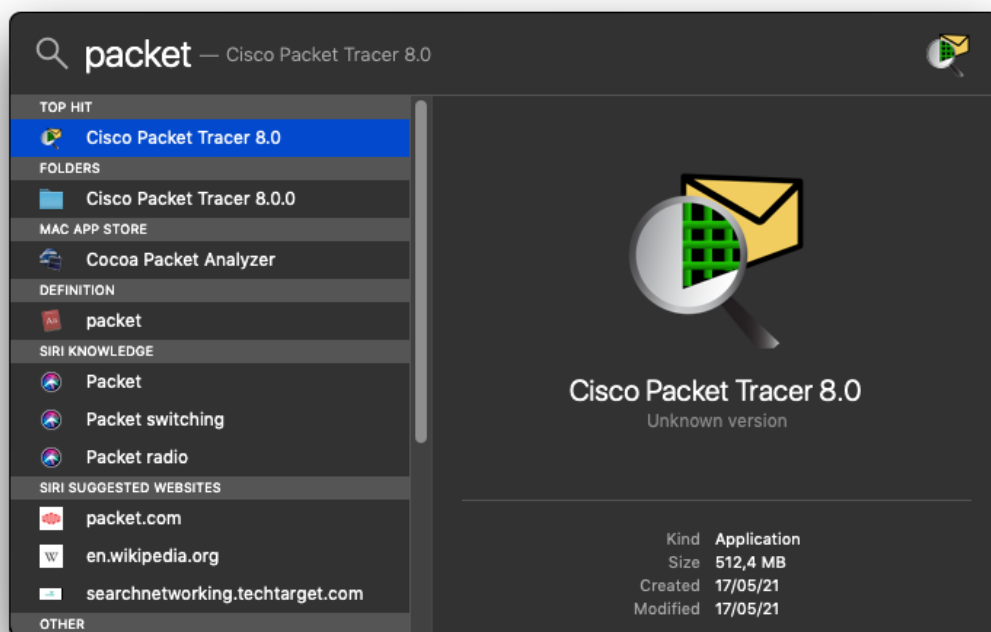 packet — Cisco Packet Tracer 8.0
TOP HIT
Cisco Packet Tracer 8.0
FOLDERS
Cisco Packet Tracer 8.0.0
MAC APP STORE
Cocoa Packet Analyzer
DEFINITION
packet
SIRI KNOWLEDGE
Packet
Packet switching
Packet radio
SIRI SUGGESTED WEBSITES
packet.com
W en.wikipedia.org
searchnetworking.techtarget.com
OTHER
Cisco Packet Tracer 8.0
Unknown version
Kind Application
Size 512,4 MB
Created 17/05/21
Modified 17/05/21